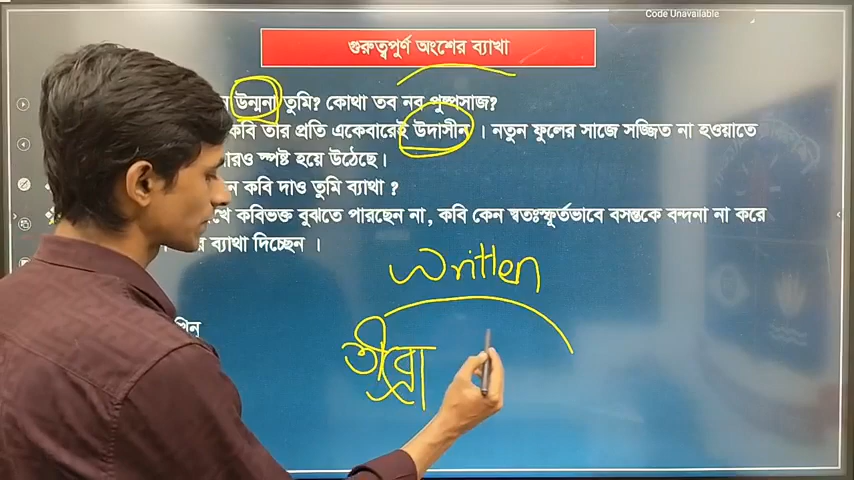 Code Unavailable
গুরুত্বপুর্ণ অংশের ব্যাখা
উন্মনা তুমি? কোথা তব নব পুষ্পসাজ?
কবি তার প্রতি একেবারেই উদাসীন । নতুন ফুলের সাজে সজ্জিত না হওয়াতে
স্পষ্ট হয়ে উঠেছে।
কবি দাও তুমি ব্যাথা ?
কবিভক্ত বুঝতে পারছেন না, কবি কেন স্বতঃস্ফূর্তভাবে বসন্তকে বন্দনা না করে
ব্যাথা দিচ্ছেন ।
Written
তীব্রা